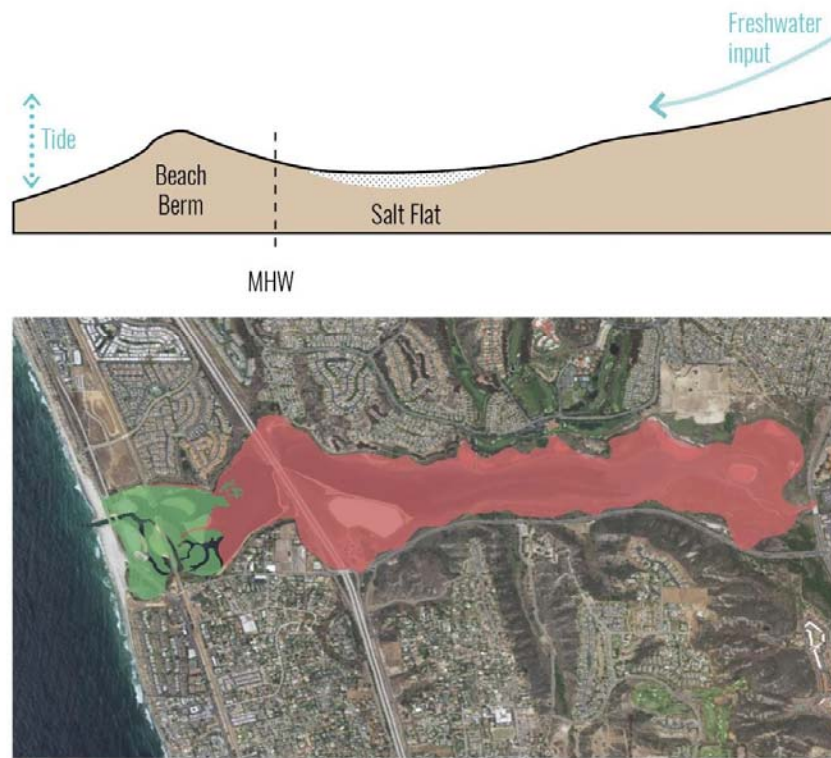 Freshwater
input
Tide
Beach
Berm
Salt Flat
MHW